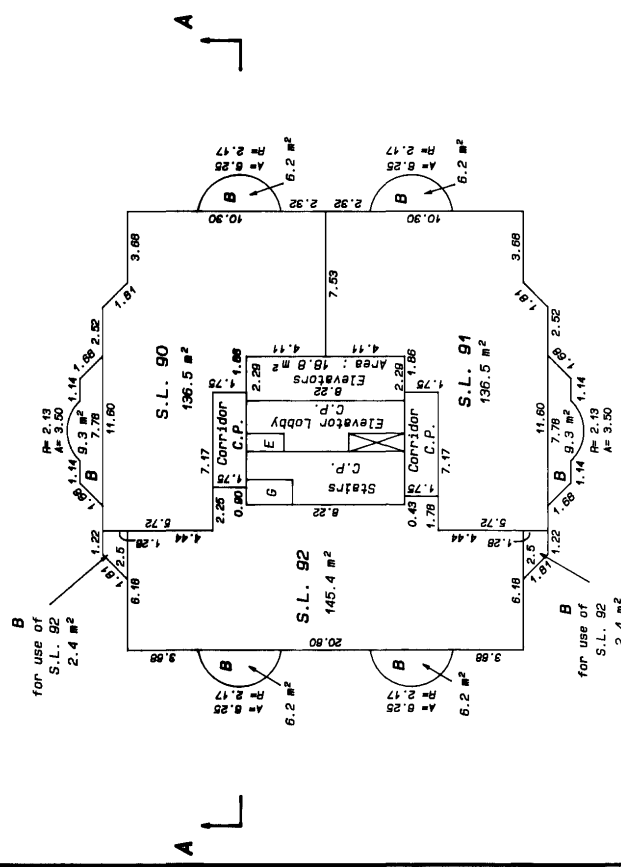 A
A
A= 6.25
R= 2.17
6.2 m²
B
10.90
2.32
2.32
10.90
B
A= 6.25
R= 2.17
6.2 m²
3.68
1.81
2.52
1.68
1.14
R= 2.13
A= 3.50
9.3 m²
7.78
11.60
1.14
B
1.68
S.L. 90
136.5 m²
7.53
4.11
4.11
1.86
2.29
1.75
Corridor
C.P.
7.17
1.75
2.25
0.90
Elevators
Area : 18.8 m²
8.22
C.P.
Elevator Lobby
E
C.P.
Stairs
G
8.22
2.29
1.86
1.75
Corridor
C.P.
7.17
1.75
0.43
1.78
S.L. 91
136.5 m²
3.68
1.81
2.52
1.68
1.14
7.78
11.60
9.3 m²
R= 2.13
A= 3.50
1.14
B
1.68
1.22
5.72
1.28
4.44
2.5
1.81
6.18
B
for use of
S.L. 92
2.4 m²
S.L. 92
145.4 m²
5.72
4.44
1.28
1.22
2.5
1.81
6.18
B
for use of
S.L. 92
2.4 m²
3.68
20.80
3.68
B
A= 6.25
R= 2.17
6.2 m²
B
A= 6.25
R= 2.17
6.2 m²